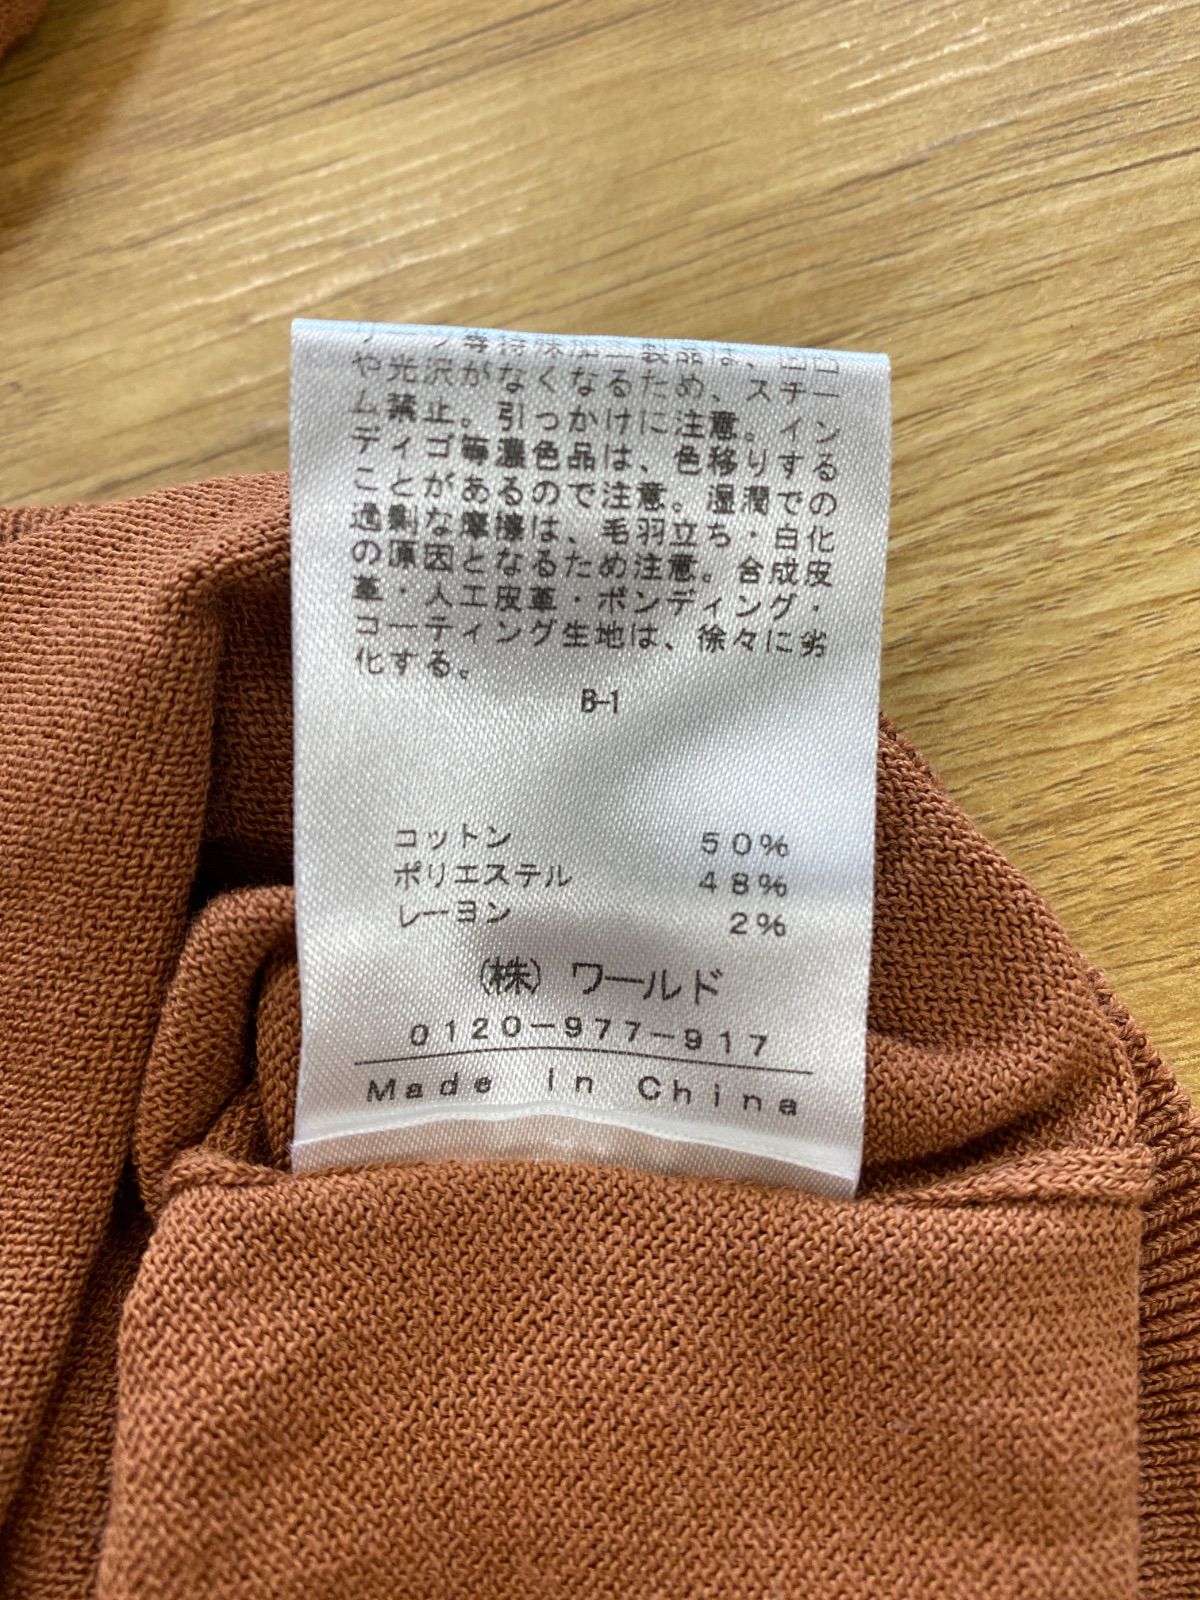 や光沢がなくなるため、スチー
ム禁止。引っかけに注意。イン
ディゴ等濃色品は、色移りする
ことがあるので注意。湿潤での
過剰な摩擦は、毛羽立ち・白化
の原因となるため注意。合成皮
革・人工皮革・ボンディング・
コーティング生地は、徐々に劣
化する。
B-1
コットン 50%
ポリエステル 48%
レーヨン 2%
(株) ワールド
0120-977-917
Made in China